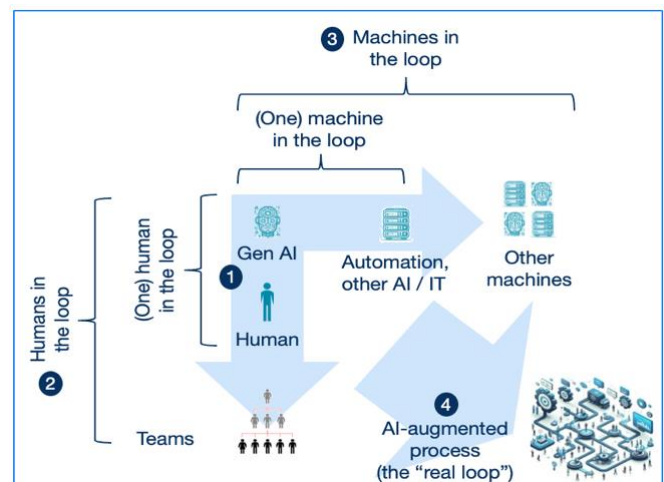 3 Machines in
the loop
(One) machine
in the loop
Humans in
the loop
2
(One) human
in the loop
1
Gen AI
Human
Automation,
other AI / IT
Other
machines
Teams
4
AI-augmented
process
(the “real loop”)